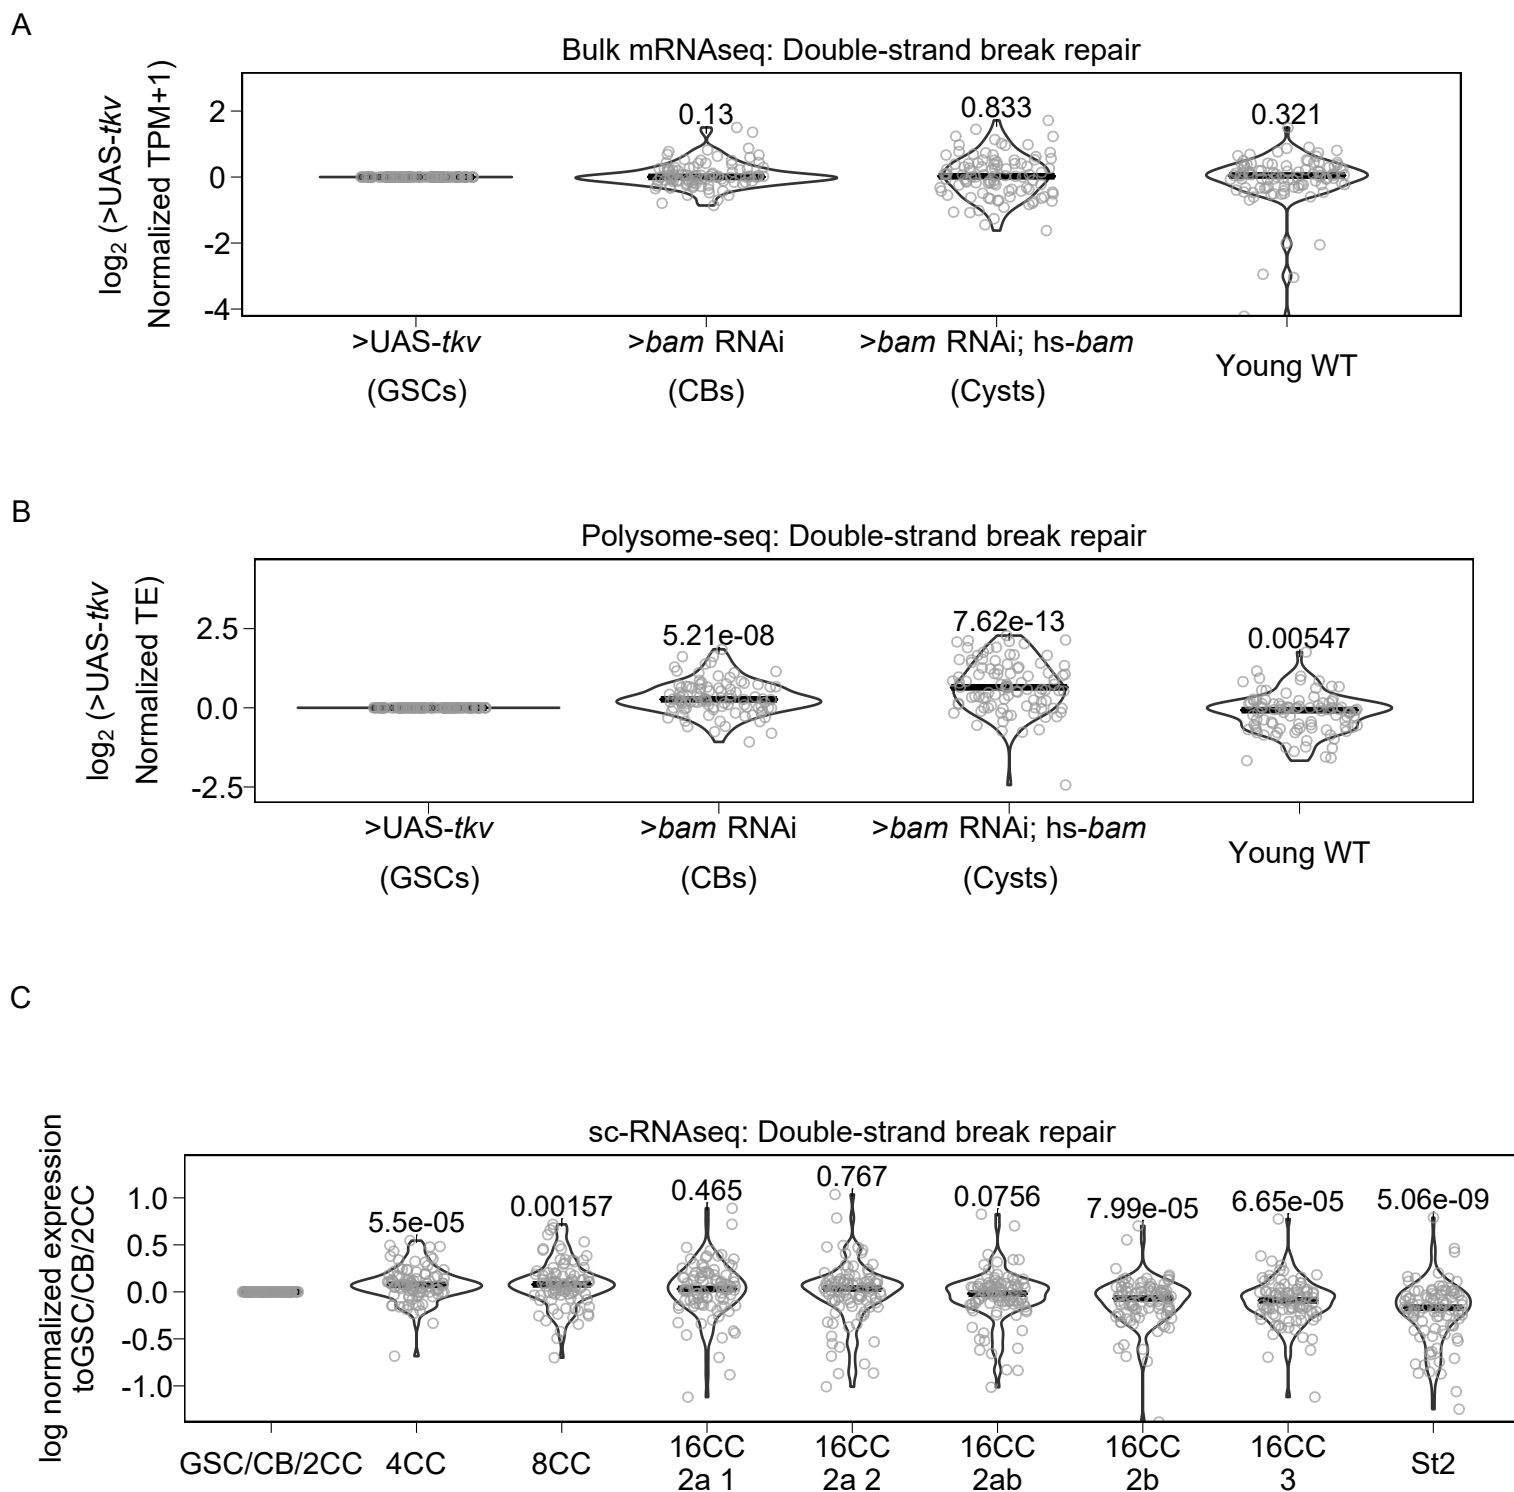 A
Bulk mRNAseq: Double-strand break repair
log₂ (>UAS-tkv
Normalized TPM+1)
2
0
-2
-4
0.13
0.833
0.321
>UAS-tkv
(GSCs)
>bam RNAi
(CBs)
>bam RNAi; hs-bam
(Cysts)
Young WT
B
Polysome-seq: Double-strand break repair
log₂ (>UAS-tkv
Normalized TE)
2.5
0.0
-2.5
5.21e-08
7.62e-13
0.00547
>UAS-tkv
(GSCs)
>bam RNAi
(CBs)
>bam RNAi; hs-bam
(Cysts)
Young WT
C
sc-RNAseq: Double-strand break repair
log normalized expression
toGSC/CB/2CC
1.0
0.5
0.0
-0.5
-1.0
5.5e-05
0.00157
0.465
0.767
0.0756
7.99e-05
6.65e-05
5.06e-09
GSC/CB/2CC
4CC
8CC
16CC
2a 1
16CC
2a 2
16CC
2ab
16CC
2b
16CC
3
St2